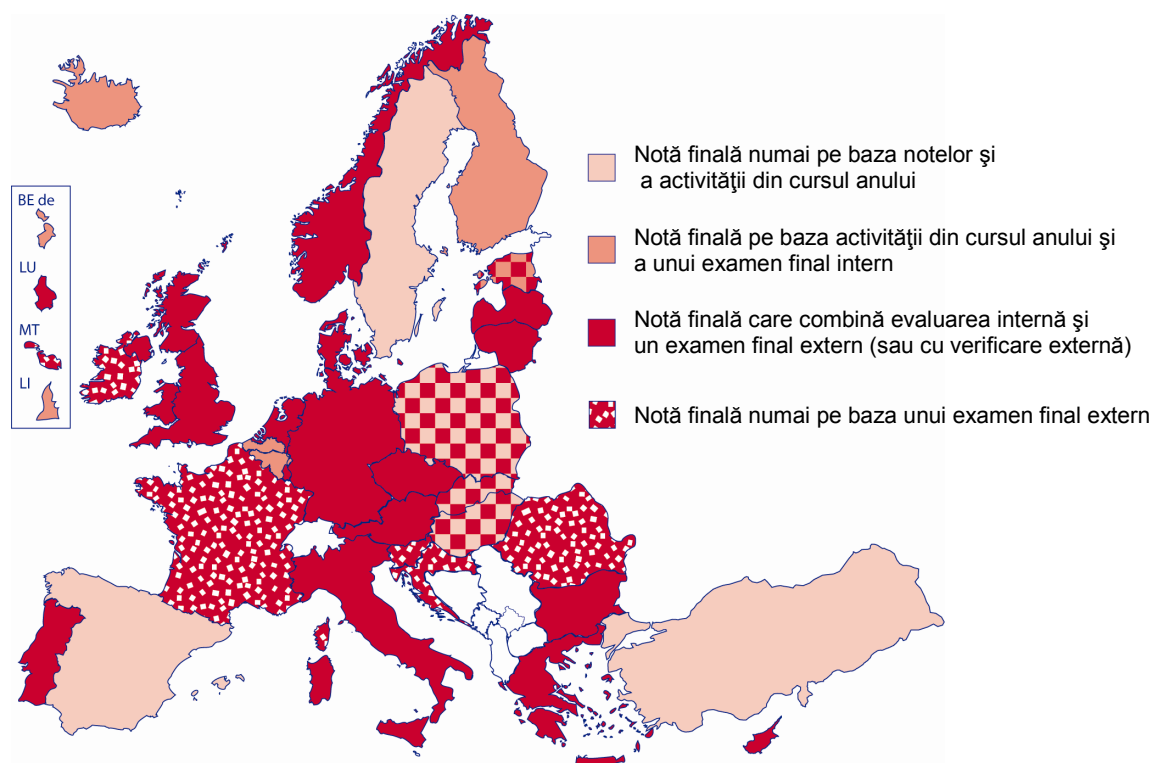 BE de
LU
MT
LI
Notă finală numai pe baza notelor şi
a activităţii din cursul anului
Notă finală pe baza activităţii din cursul anului şi
a unui examen final intern
Notă finală care combină evaluarea internă şi
un examen final extern (sau cu verificare externă)
Notă finală numai pe baza unui examen final extern